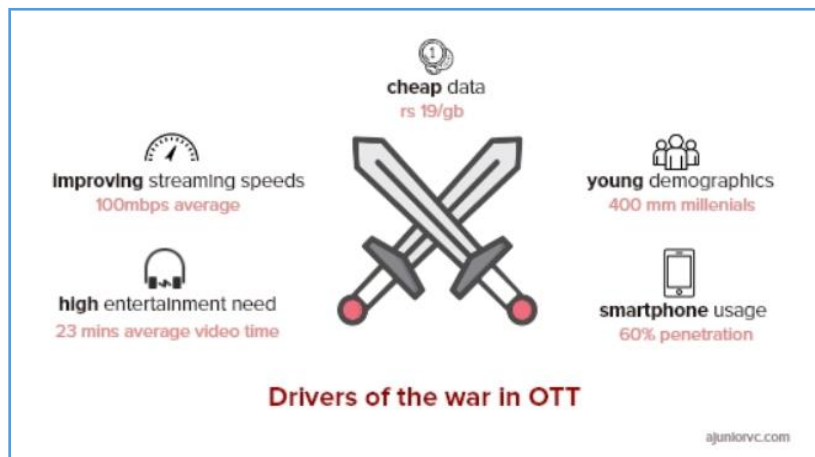 1
cheap data
rs 19/gb
improving streaming speeds
100mbps average
young demographics
400 mm millenials
high entertainment need
23 mins average video time
smartphone usage
60% penetration
Drivers of the war in OTT
ajuniorvc.com